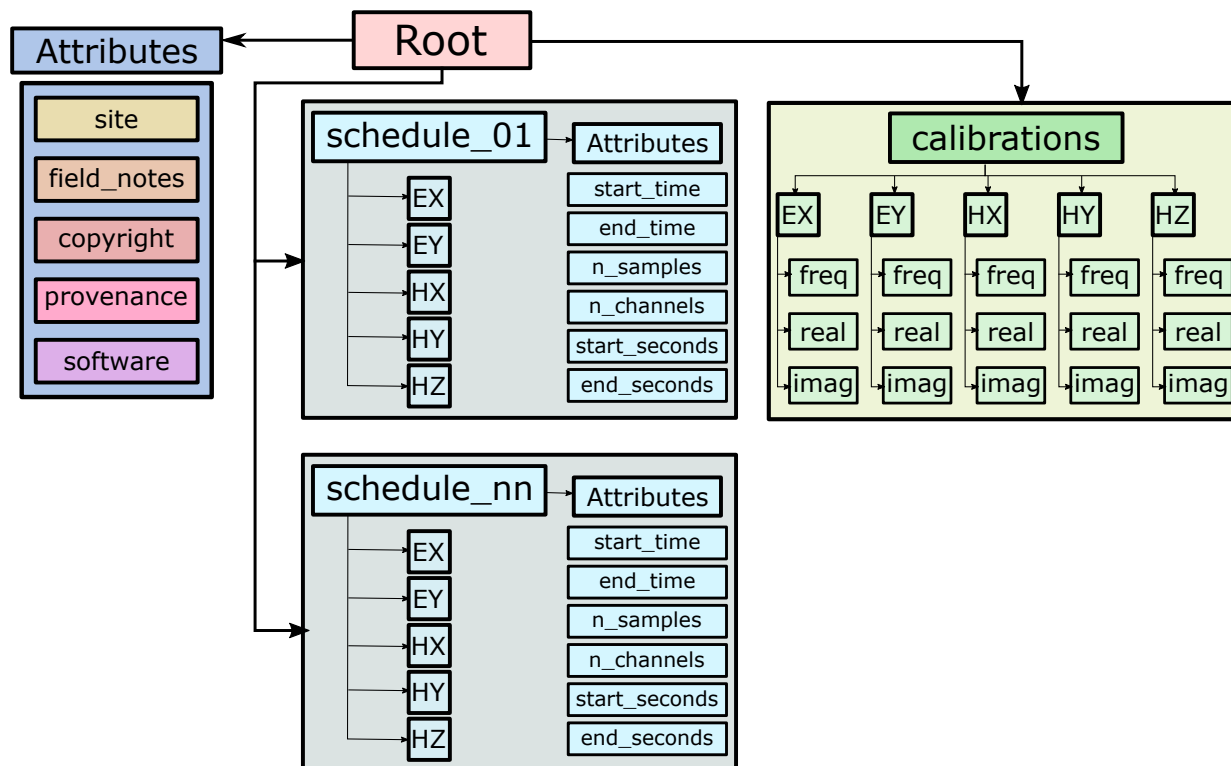 Root
Attributes
site
field_notes
copyright
provenance
software
schedule_01
Attributes
EX
EY
HX
HY
HZ
start_time
end_time
n_samples
n_channels
start_seconds
end_seconds
calibrations
EX
EY
HX
HY
HZ
freq
freq
freq
freq
freq
real
real
real
real
real
imag
imag
imag
imag
imag
schedule_nn
Attributes
EX
EY
HX
HY
HZ
start_time
end_time
n_samples
n_channels
start_seconds
end_seconds